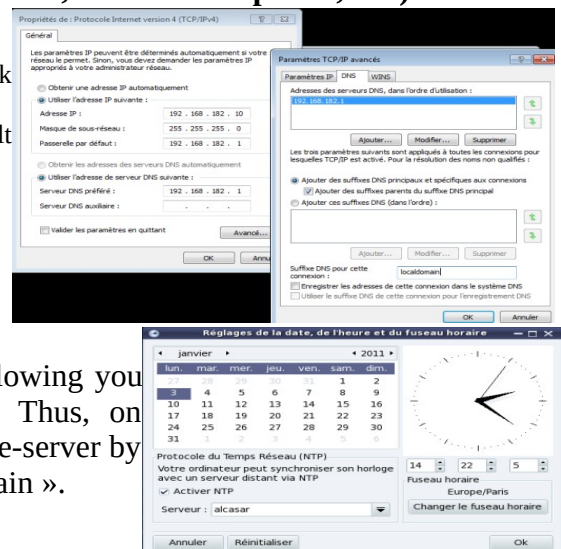 Propriétés de : Protocole Internet version 4 (TCP/IPv4)
Général
Les paramètres IP peuvent être déterminés automatiquement si votre
réseau le permet. Sinon, vous devez demander les paramètres IP
appropriés à votre administrateur réseau.
Obtenir une adresse IP automatiquement
Utiliser l'adresse IP suivante :
Adresse IP : 192 . 168 . 182 . 10
Masque de sous-réseau : 255 . 255 . 255 . 0
Passerelle par défaut : 192 . 168 . 182 . 1
Obtenir les adresses des serveurs DNS automatiquement
Utiliser l'adresse de serveur DNS suivante :
Serveur DNS préféré : 192 . 168 . 182 . 1
Serveur DNS auxiliaire : . . .
Valider les paramètres en quittant
Avancé...
OK Annu
k
lt
Paramètres TCP/IP avancés
Paramètres IP DNS WINS
Adresses des serveurs DNS, dans l'ordre d'utilisation :
192.168.182.1
Ajouter... Modifier... Supprimer
Les trois paramètres suivants sont appliqués à toutes les connexions pour
lesquelles TCP/IP est activé. Pour la résolution des noms non qualifiés :
Ajouter des suffixes DNS principaux et spécifiques aux connexions
Ajouter des suffixes parents du suffixe DNS principal
Ajouter ces suffixes DNS (dans l'ordre) :
Ajouter... Modifier... Supprimer
Suffixe DNS pour cette
connexion : localdomain
Enregistrer les adresses de cette connexion dans le système DNS
Utiliser le suffixe DNS de cette connexion pour l'enregistrement DNS
OK Annuler
lowing you
Thus, on
e-server by
ain ».
Réglages de la date, de l'heure et du fuseau horaire
janvier 2011
lun. mar. mer. jeu. ven. sam. dim.
27 28 29 30 31 1 2
3 4 5 6 7 8 9
10 11 12 13 14 15 16
17 18 19 20 21 22 23
24 25 26 27 28 29 30
31 1 2 3 4 5 6
Protocole du Temps Réseau (NTP)
Votre ordinateur peut synchroniser son horloge
avec un serveur distant via NTP
Activer NTP
Serveur : alcasar
14 22 5
Fuseau horaire
Europe/Paris
Changer le fuseau horaire
Annuler Réinitialiser Ok